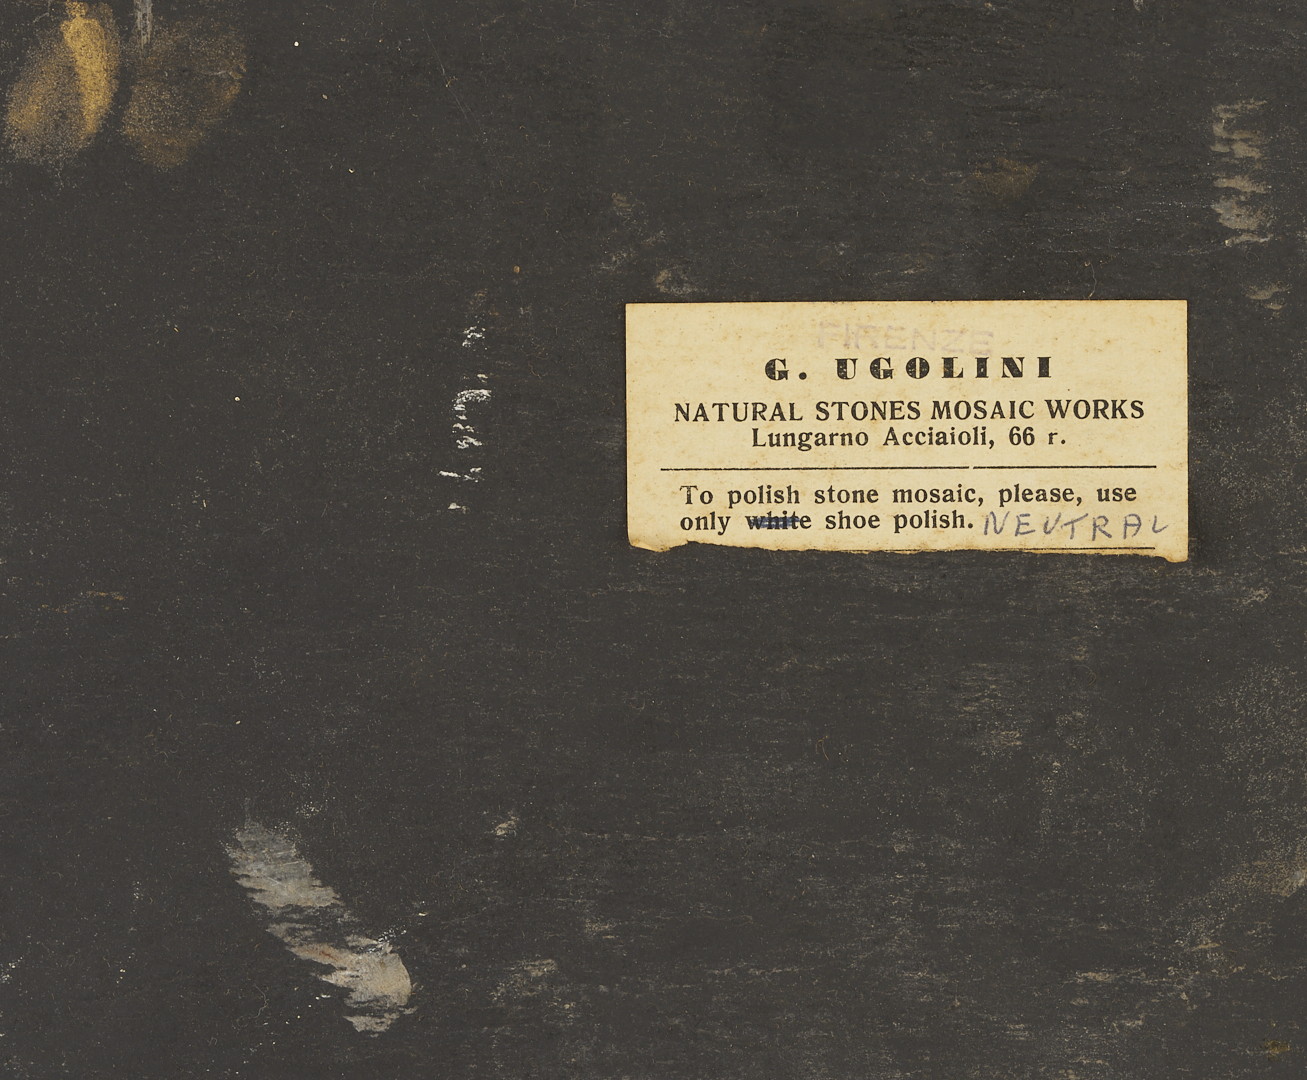 FIRENZE
G. UGOLINI
NATURAL STONES MOSAIC WORKS
Lungarno Acciaioli, 66 r.
To polish stone mosaic, please, use
only white shoe polish. NEUTRAL